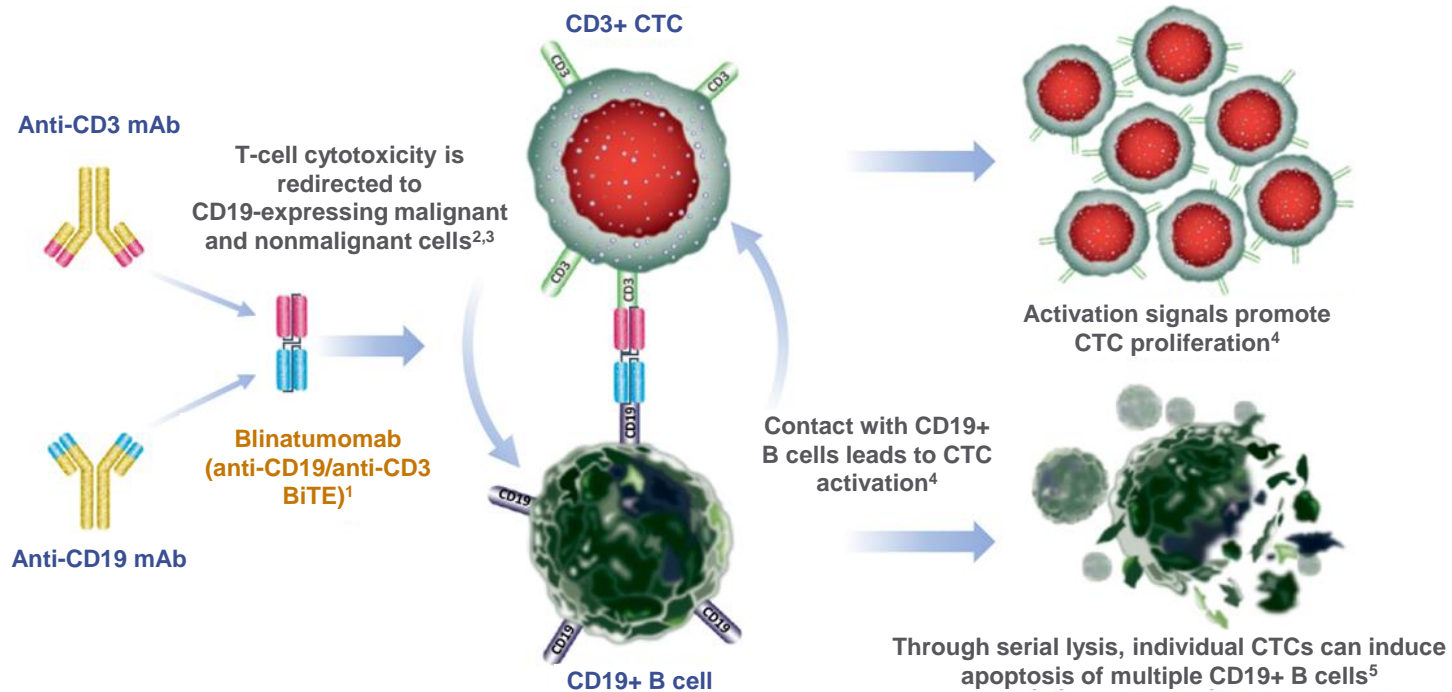 CD3+ CTC
CD3
CD3
CD3
CD3
Anti-CD3 mAb
T-cell cytotoxicity is
redirected to
CD19-expressing malignant
and nonmalignant cells2,3
Blinatumomab
(anti-CD19/anti-CD3
BiTE)1
Anti-CD19 mAb
CD19
CD19
CD19
CD19
CD19+ B cell
Contact with CD19+
B cells leads to CTC
activation4
Activation signals promote
CTC proliferation4
Through serial lysis, individual CTCs can induce
apoptosis of multiple CD19+ B cells5